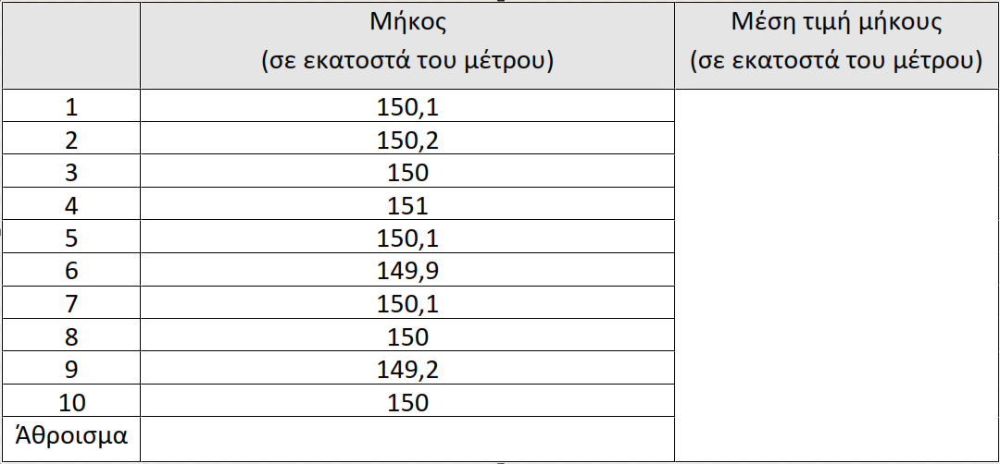 Μήκος
(σε εκατοστά του μέτρου)
Μέση τιμή μήκους
(σε εκατοστά του μέτρου)
1 150,1
2 150,2
3 150
4 151
5 150,1
6 149,9
7 150,1
8 150
9 149,2
10 150
Άθροισμα